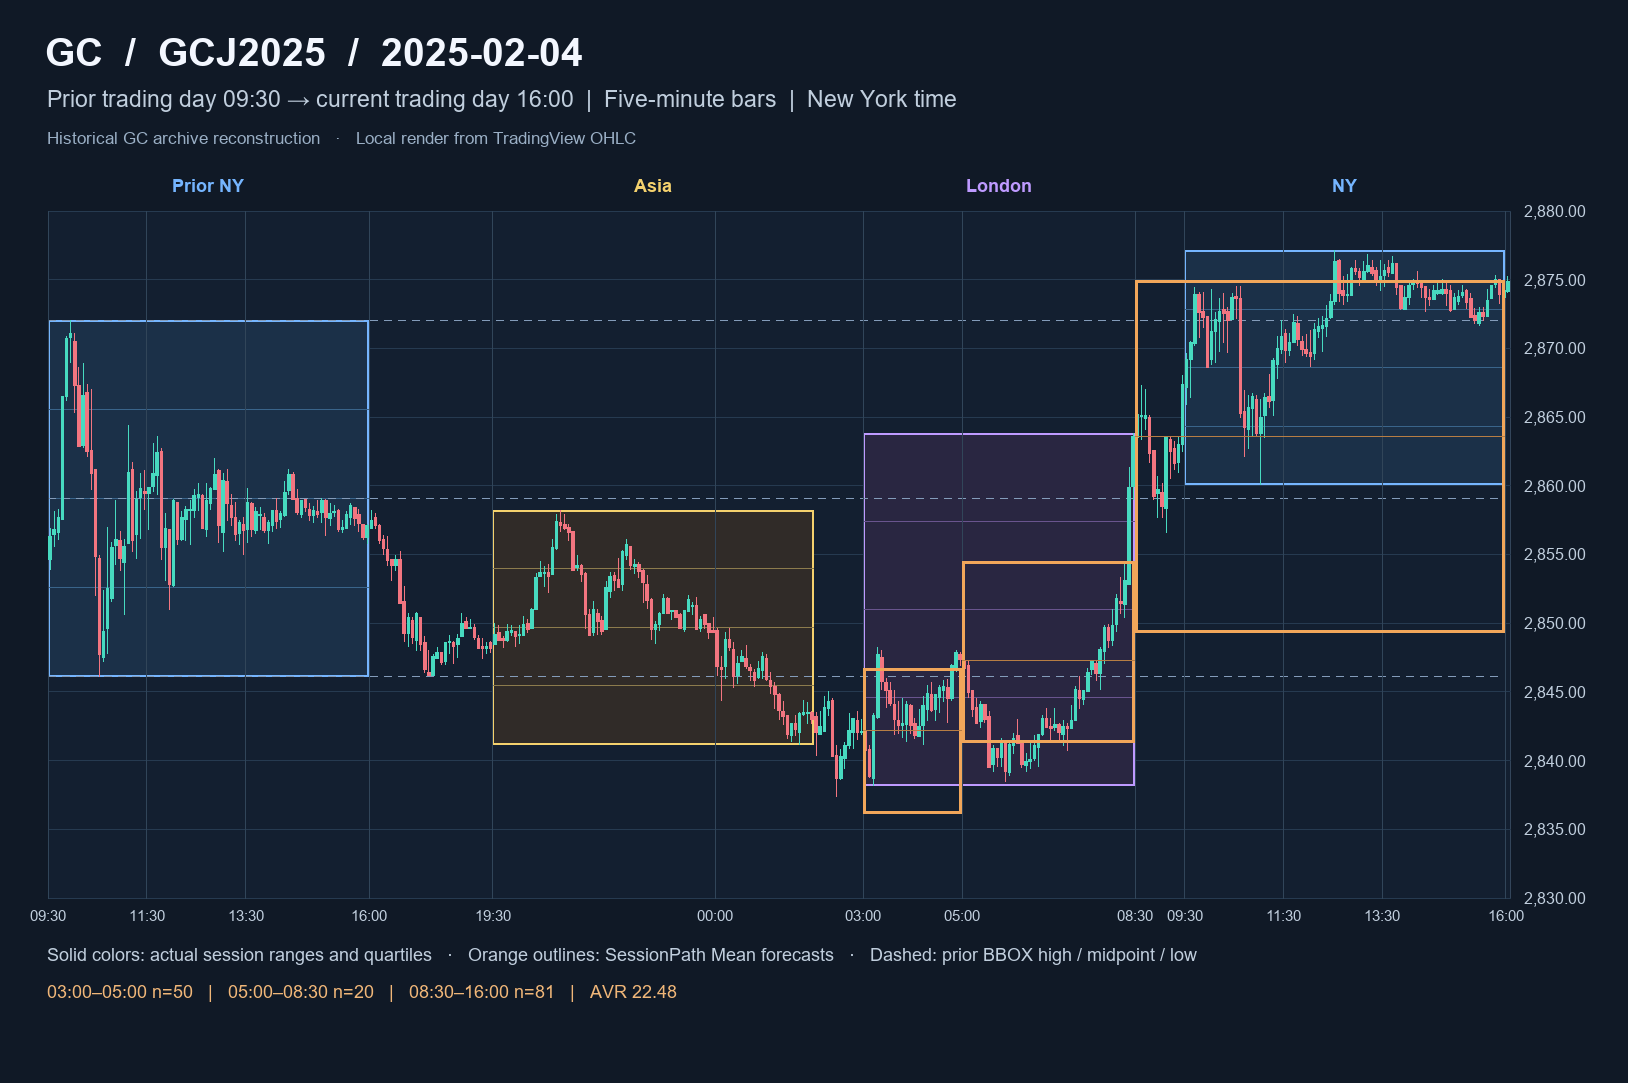 GC / GCJ2025 / 2025-02-04
Prior trading day 09:30 → current trading day 16:00 | Five-minute bars | New York time
Historical GC archive reconstruction · Local render from TradingView OHLC
Prior NY Asia London NY
2,880.00
2,875.00
2,870.00
2,865.00
2,860.00
2,855.00
2,850.00
2,845.00
2,840.00
2,835.00
2,830.00
09:30 11:30 13:30 16:00 19:30 00:00 03:00 05:00 08:30 09:30 11:30 13:30 16:00
Solid colors: actual session ranges and quartiles · Orange outlines: SessionPath Mean forecasts · Dashed: prior BBOX high / midpoint / low
03:00–05:00 n=50 | 05:00–08:30 n=20 | 08:30–16:00 n=81 | AVR 22.48